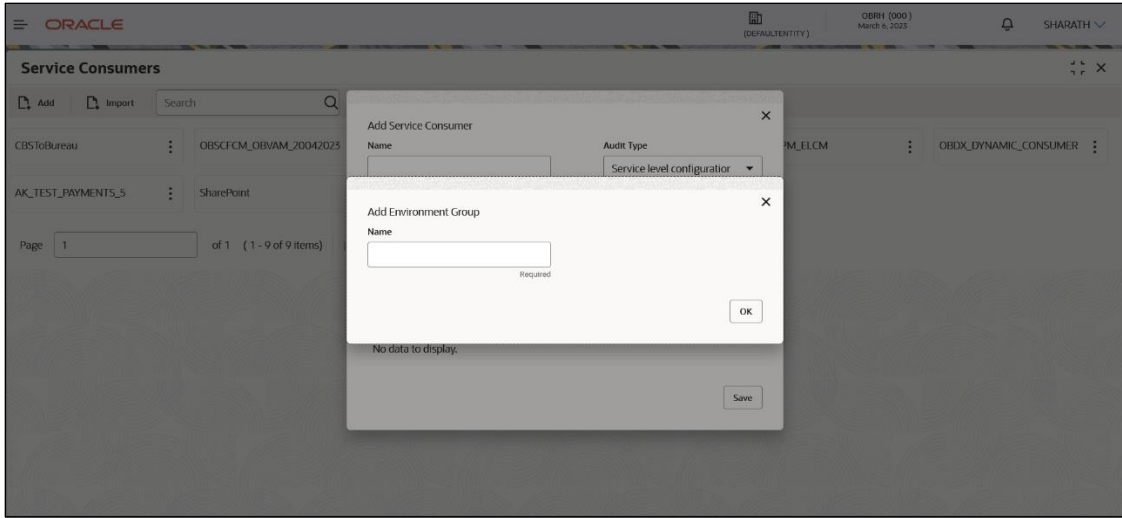 ORACLE
(DEFAULTENTITY)
OBRH (000)
March 6, 2023
SHARATH
Service Consumers
Add
Import
Search
Add Service Consumer
Name
Audit Type
Service level configuration
CBSToBureau
OBSCFCM_OBVAM_20042023
PM_ELCM
OBDX_DYNAMIC_CONSUMER
AK_TEST_PAYMENTS_5
SharePoint
Add Environment Group
Name
Required
OK
Page 1 of 1 (1 - 9 of 9 items)
No data to display.
Save